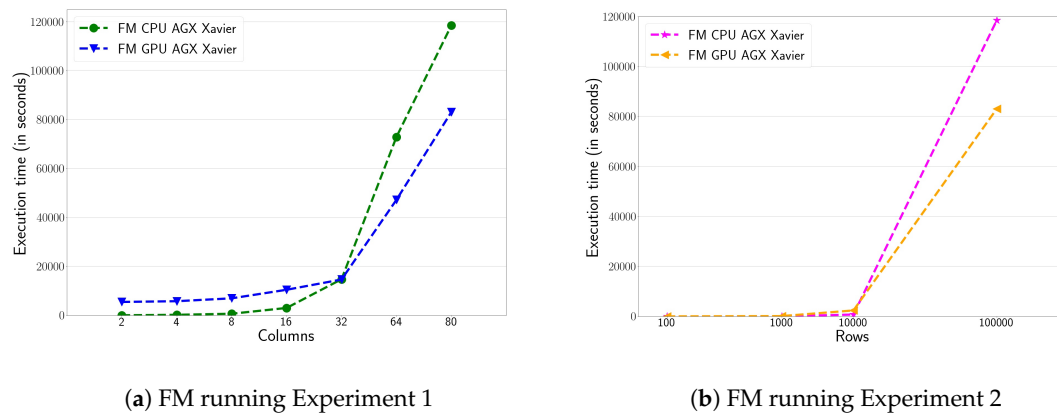 120000
100000
80000
60000
40000
20000
0
Execution time (in seconds)
FM CPU AGX Xavier
FM GPU AGX Xavier
2 4 8 16 32 64 80
Columns
(a) FM running Experiment 1
120000
100000
80000
60000
40000
20000
0
Execution time (in seconds)
FM CPU AGX Xavier
FM GPU AGX Xavier
100 1000 10000 100000
Rows
(b) FM running Experiment 2